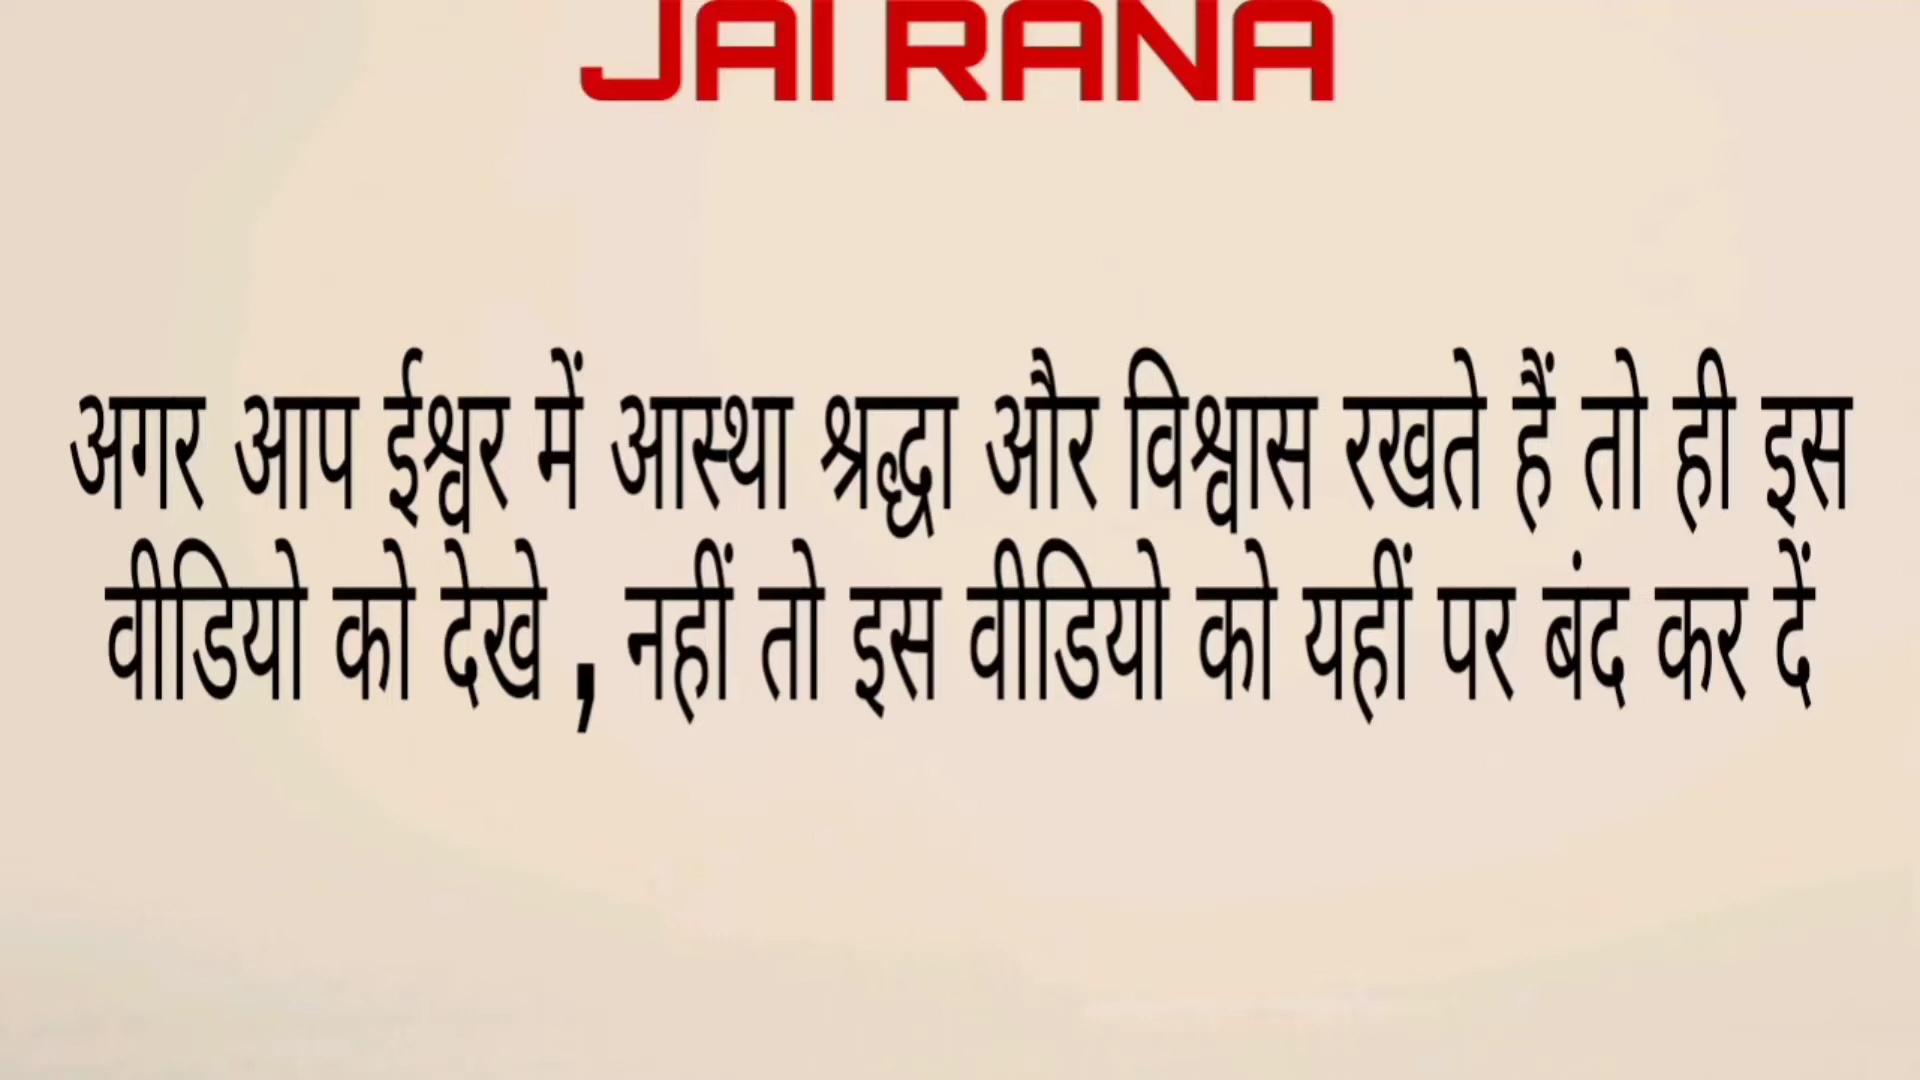 JAI RANA
अगर आप ईश्वर में आस्था श्रद्धा और विश्वास रखते हैं तो ही इस
वीडियो को देखे , नहीं तो इस वीडियो को यहीं पर बंद कर दें